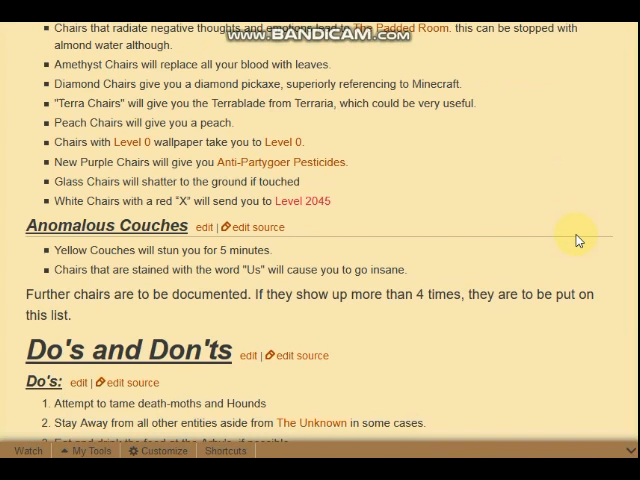 Chairs that radiate negative thoughts and emotions lead to The Padded Room. this can be stopped with
www.BANDICAM.com
almond water although.
Amethyst Chairs will replace all your blood with leaves.
Diamond Chairs give you a diamond pickaxe, superiorly referencing to Minecraft.
"Terra Chairs" will give you the Terrablade from Terraria, which could be very useful.
Peach Chairs will give you a peach.
Chairs with Level 0 wallpaper take you to Level 0.
New Purple Chairs will give you Anti-Partygoer Pesticides.
Glass Chairs will shatter to the ground if touched
White Chairs with a red “X” will send you to Level 2045
Anomalous Couches edit | edit source
Yellow Couches will stun you for 5 minutes.
Chairs that are stained with the word "Us" will cause you to go insane.
Further chairs are to be documented. If they show up more than 4 times, they are to be put on
this list.
Do's and Don'ts edit | edit source
Do's: edit | edit source
1. Attempt to tame death-moths and Hounds
2. Stay Away from all other entities aside from The Unknown in some cases.
Watch My Tools Customize Shortcuts